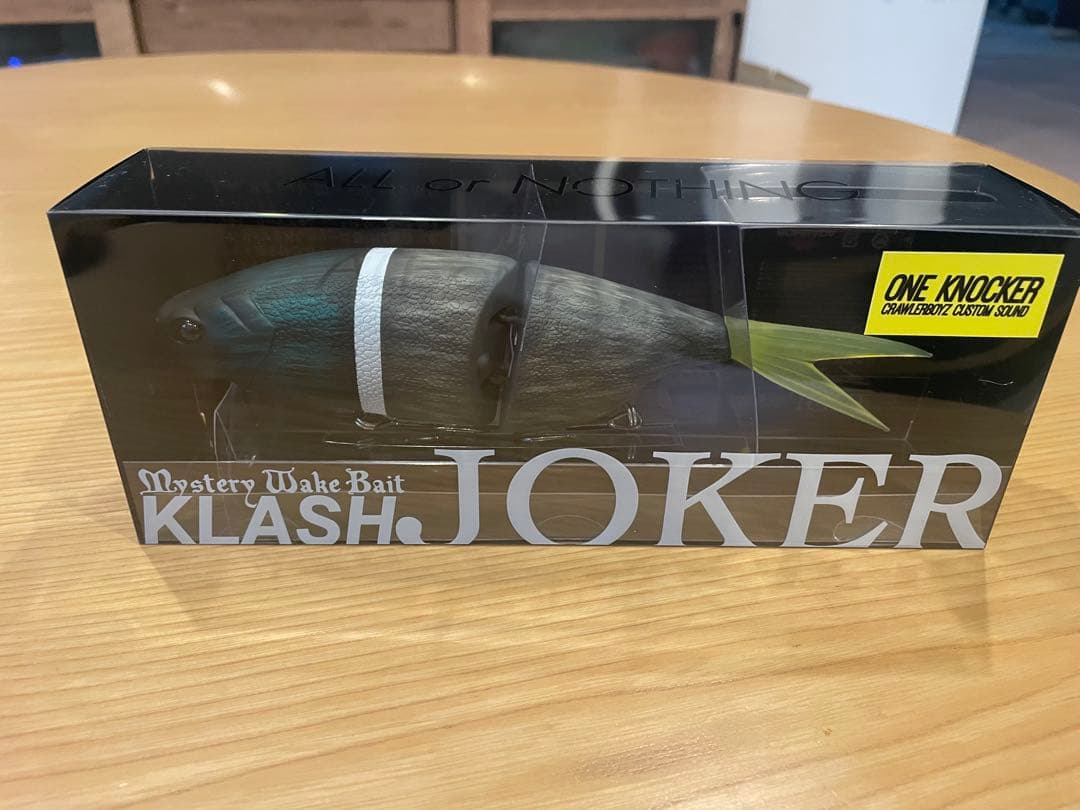 ALL or NOTHING
ONE KNOCKER
CRAWLERBOYZ CUSTOM SOUND
Mystery Wake Bait
KLASH.JOKER